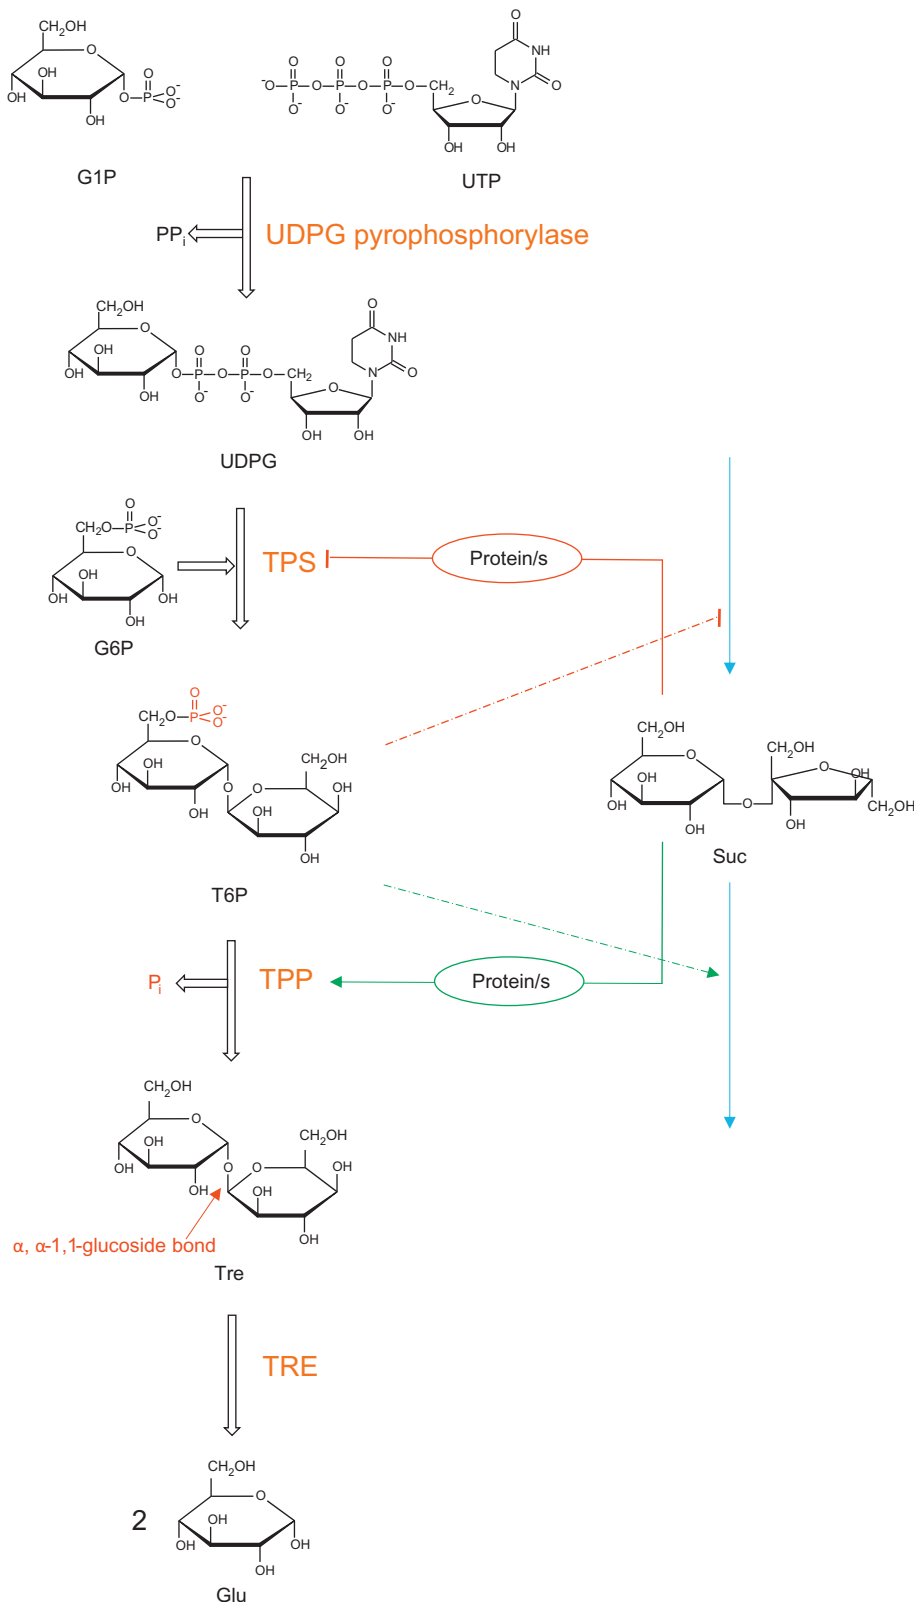 CH2OH
O
OH
OH
OH
O
P
O
O-
O-
G1P
-O
P
O
O-
O
P
O
O-
O
P
O
O-
O
CH2
O
OH
OH
N
O
NH
O
UTP
PPi
UDPG pyrophosphorylase
CH2OH
O
OH
OH
OH
O
P
O
O-
O
P
O
O-
O
CH2
O
OH
OH
N
O
NH
O
UDPG
O
CH2O
P
O-
O-
O
OH
OH
OH
OH
G6P
TPS
Protein/s
O
CH2O
P
O-
O-
O
OH
OH
OH
O
O
CH2OH
OH
OH
OH
T6P
CH2OH
O
OH
OH
OH
O
CH2OH
O
OH
OH
CH2OH
Suc
Pi
TPP
Protein/s
CH2OH
O
OH
OH
OH
O
O
CH2OH
OH
OH
OH
α, α-1,1-glucoside bond
Tre
TRE
2
CH2OH
O
OH
OH
OH
OH
Glu